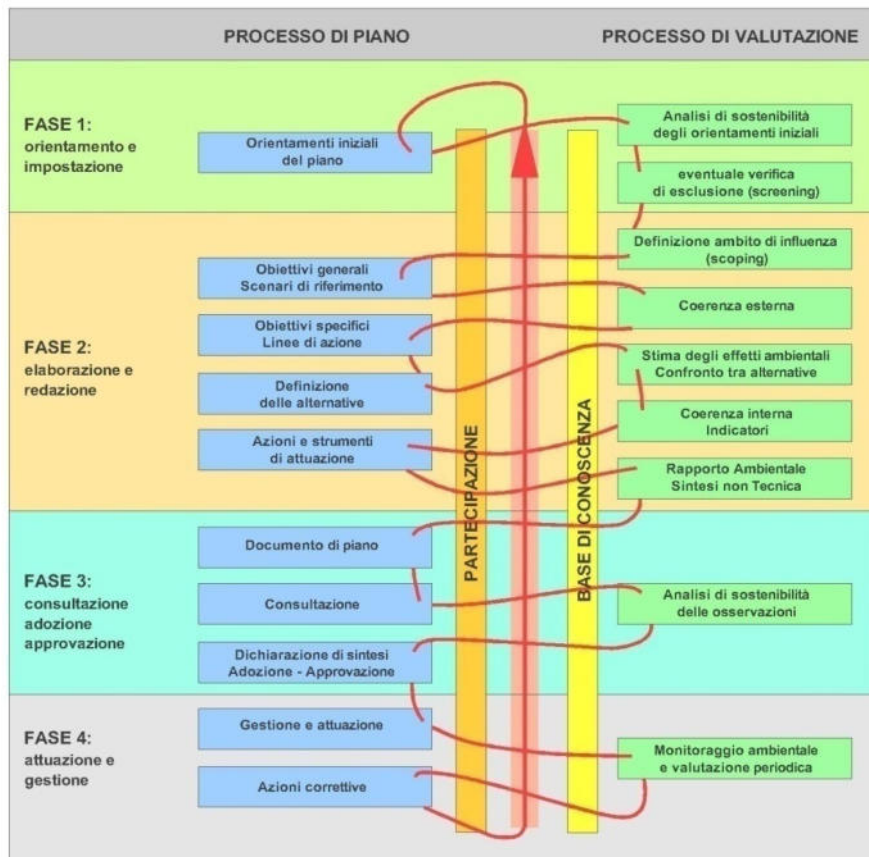 PROCESSO DI PIANO
PROCESSO DI VALUTAZIONE
FASE 1:
orientamento e
impostazione
Orientamenti iniziali
del piano
Analisi di sostenibilità
degli orientamenti iniziali
eventuale verifica
di esclusione (screening)
FASE 2:
elaborazione e
redazione
Definizione ambito di influenza
(scoping)
Obiettivi generali
Scenari di riferimento
Coerenza esterna
Obiettivi specifici
Linee di azione
Stima degli effetti ambientali
Confronto tra alternative
Definizione
delle alternative
Coerenza interna
Indicatori
Azioni e strumenti
di attuazione
Rapporto Ambientale
Sintesi non Tecnica
PARTECIPAZIONE
BASE DI CONOSCENZA
FASE 3:
consultazione
adozione
approvazione
Documento di piano
Consultazione
Analisi di sostenibilità
delle osservazioni
Dichiarazione di sintesi
Adozione - Approvazione
FASE 4:
attuazione e
gestione
Gestione e attuazione
Monitoraggio ambientale
e valutazione periodica
Azioni correttive